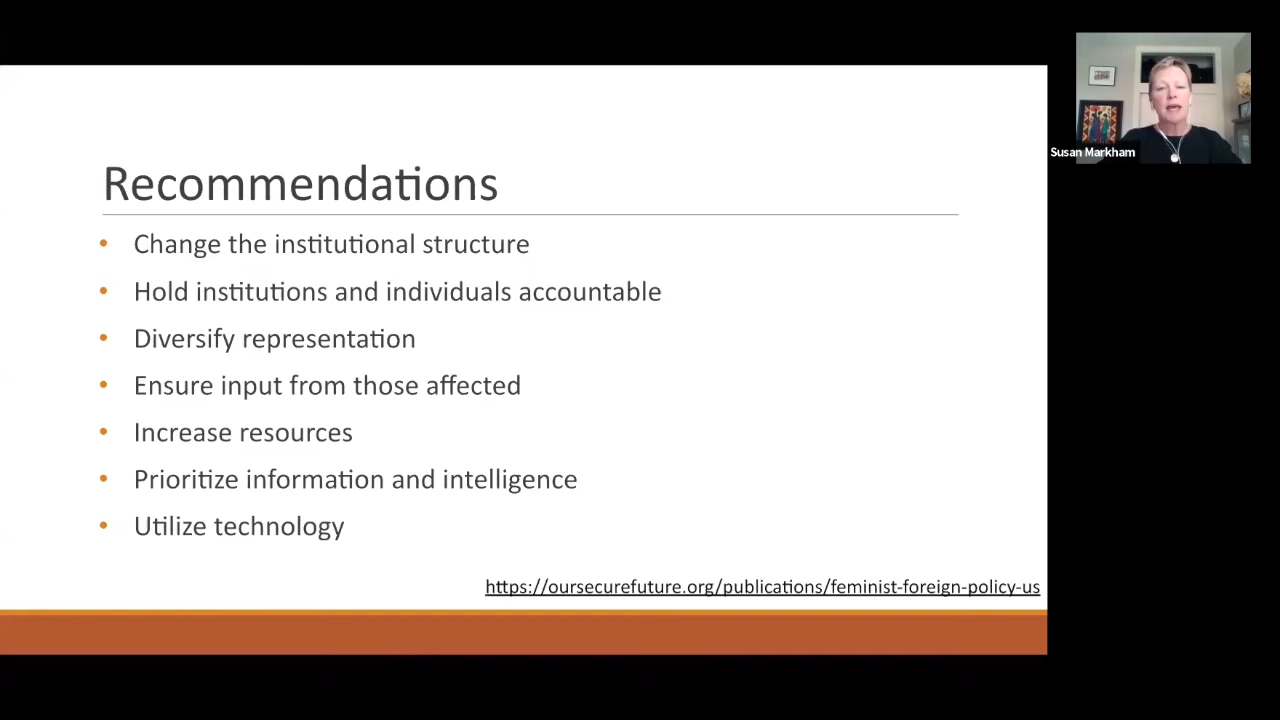 Recommendations
• Change the institutional structure
• Hold institutions and individuals accountable
• Diversify representation
• Ensure input from those affected
• Increase resources
• Prioritize information and intelligence
• Utilize technology
https://oursecurefuture.org/publications/feminist-foreign-policy-us
Susan Markham